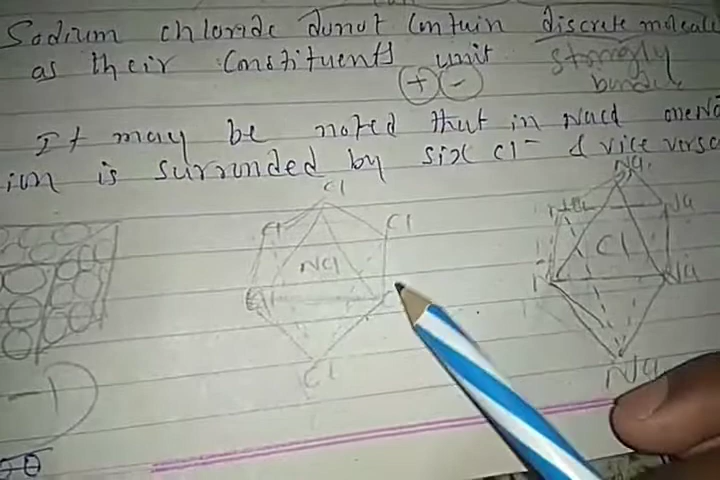 Sodium chloride donot Contain discrete molecule
as their Constituents unit strongly
bunded
+ -
It may be noted that in Nacl one Na
ion is surrunded by six cl- & vice versa
Cl Na
Cl Cl Na Na
Na Cl
Cl Na
Cl Na